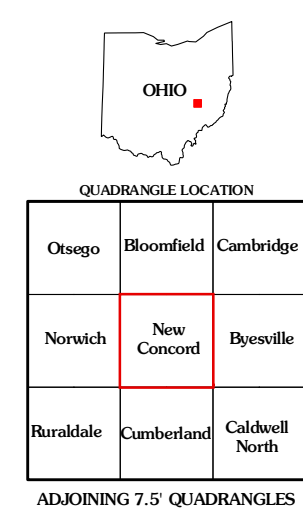 OHIO
QUADRANGLE LOCATION
Otsego Bloomfield Cambridge
Norwich New Concord Byesville
Ruraldale Cumberland Caldwell North
ADJOINING 7.5' QUADRANGLES